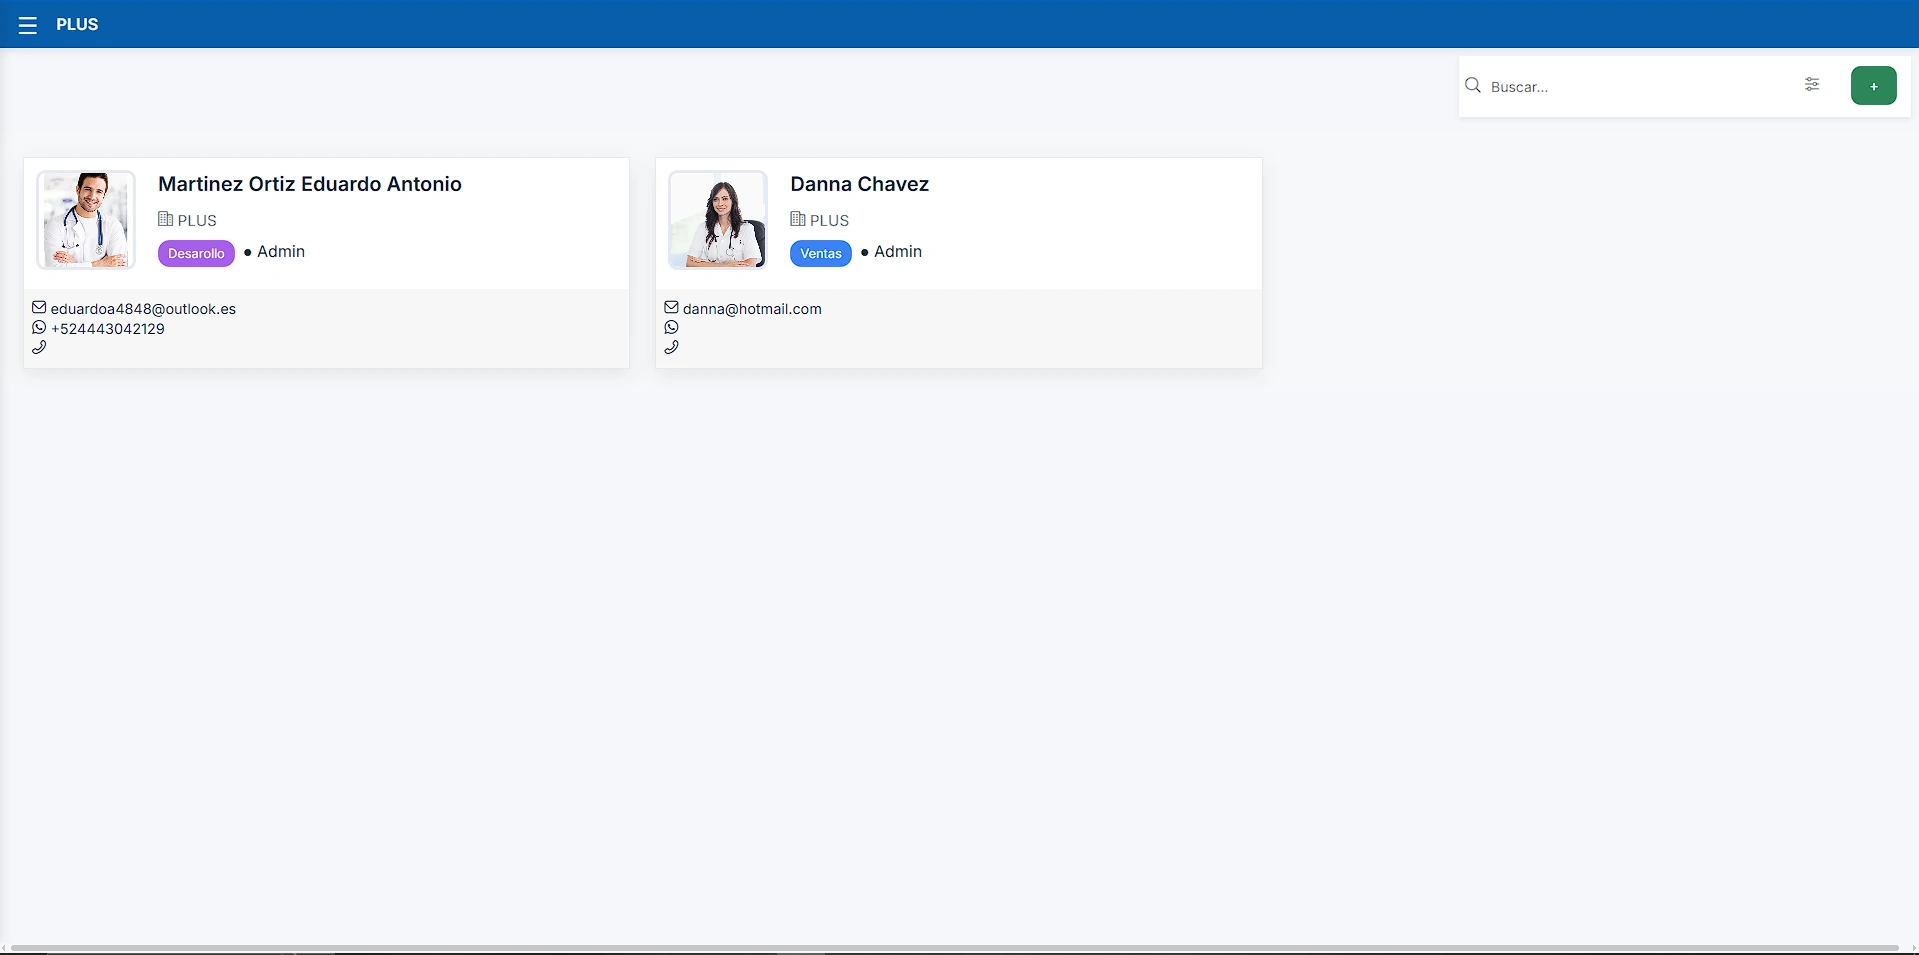 PLUS
Buscar...
+
Martinez Ortiz Eduardo Antonio
PLUS
Desarollo • Admin
eduardoa4848@outlook.es
+524443042129
Danna Chavez
PLUS
Ventas • Admin
danna@hotmail.com